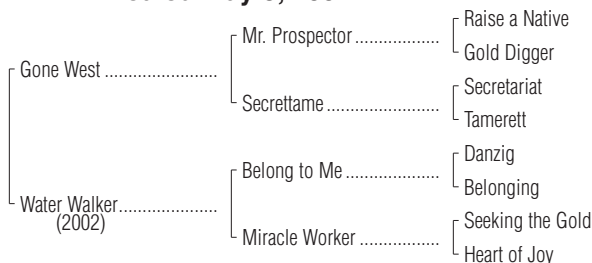 Raise a Native
Mr. Prospector ..................
Gold Digger
Gone West ........................
Secretariat
Secrettame ........................
Tamerett
Danzig
Belong to Me ....................
Belonging
Water Walker.....................
(2002)
Seeking the Gold
Miracle Worker .................
Heart of Joy